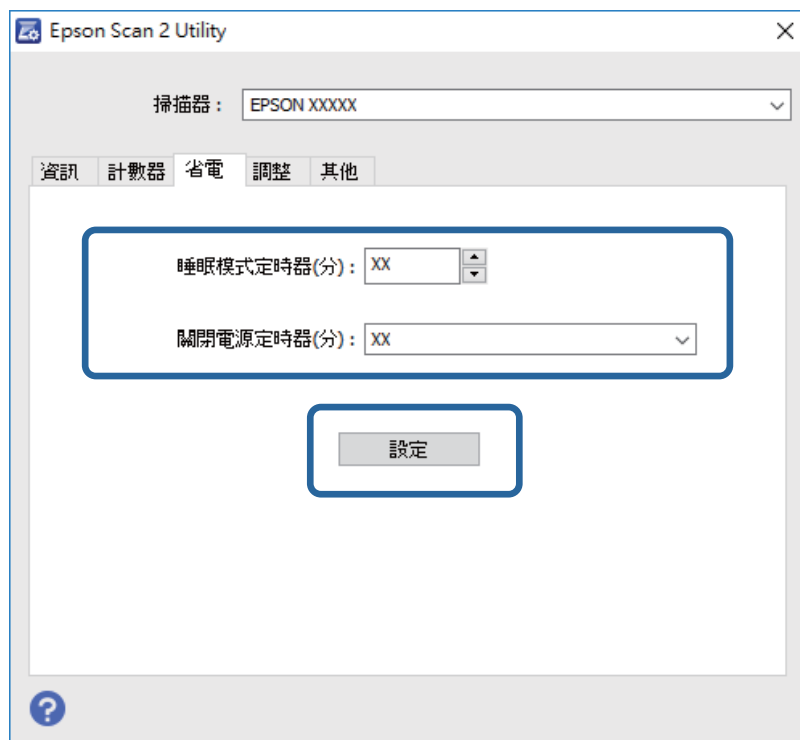 Epson Scan 2 Utility
掃描器： EPSON XXXXX
資訊 計數器 省電 調整 其他
睡眠模式定時器(分)： XX
關閉電源定時器(分)： XX
設定
?